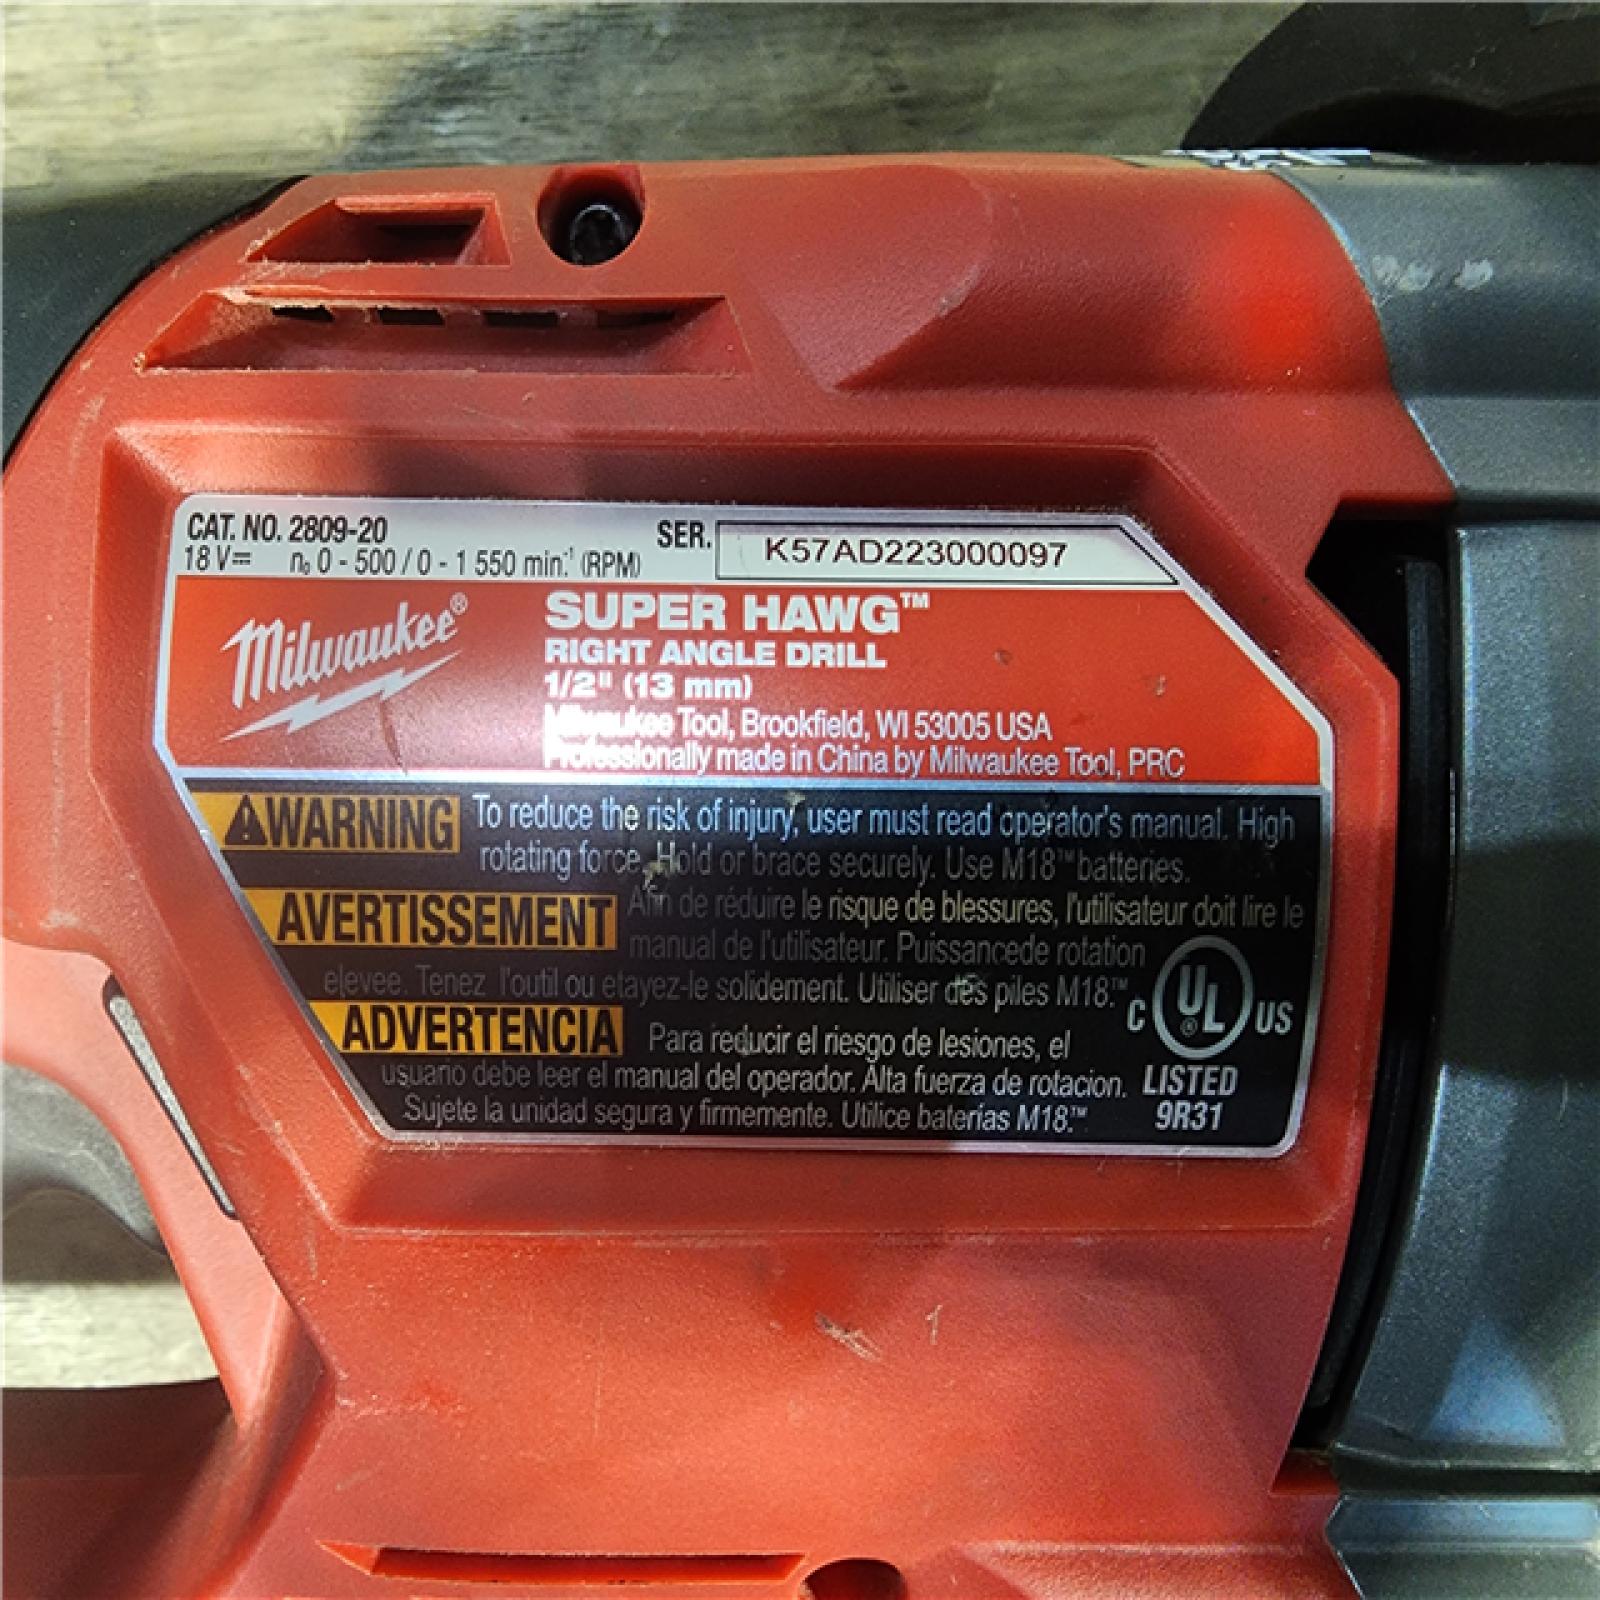 CAT. NO. 2809-20
SER. K57AD223000097
18 V⎓ n₀ 0 - 500 / 0 - 1 550 min.⁻¹ (RPM)
Milwaukee®
SUPER HAWG™
RIGHT ANGLE DRILL
1/2" (13 mm)
Milwaukee Tool, Brookfield, WI 53005 USA
Professionally made in China by Milwaukee Tool, PRC
⚠WARNING To reduce the risk of injury, user must read operator's manual. High
rotating force. Hold or brace securely. Use M18™ batteries.
AVERTISSEMENT Afin de réduire le risque de blessures, l'utilisateur doit lire le
manual de l'utilisateur. Puissancede rotation
elevee. Tenez l'outil ou etayez-le solidement. Utiliser des piles M18.™
ADVERTENCIA Para reducir el riesgo de lesiones, el
usuario debe leer el manual del operador. Alta fuerza de rotacion.
Sujete la unidad segura y firmemente. Utilice baterías M18.™
C UL® US
LISTED
9R31